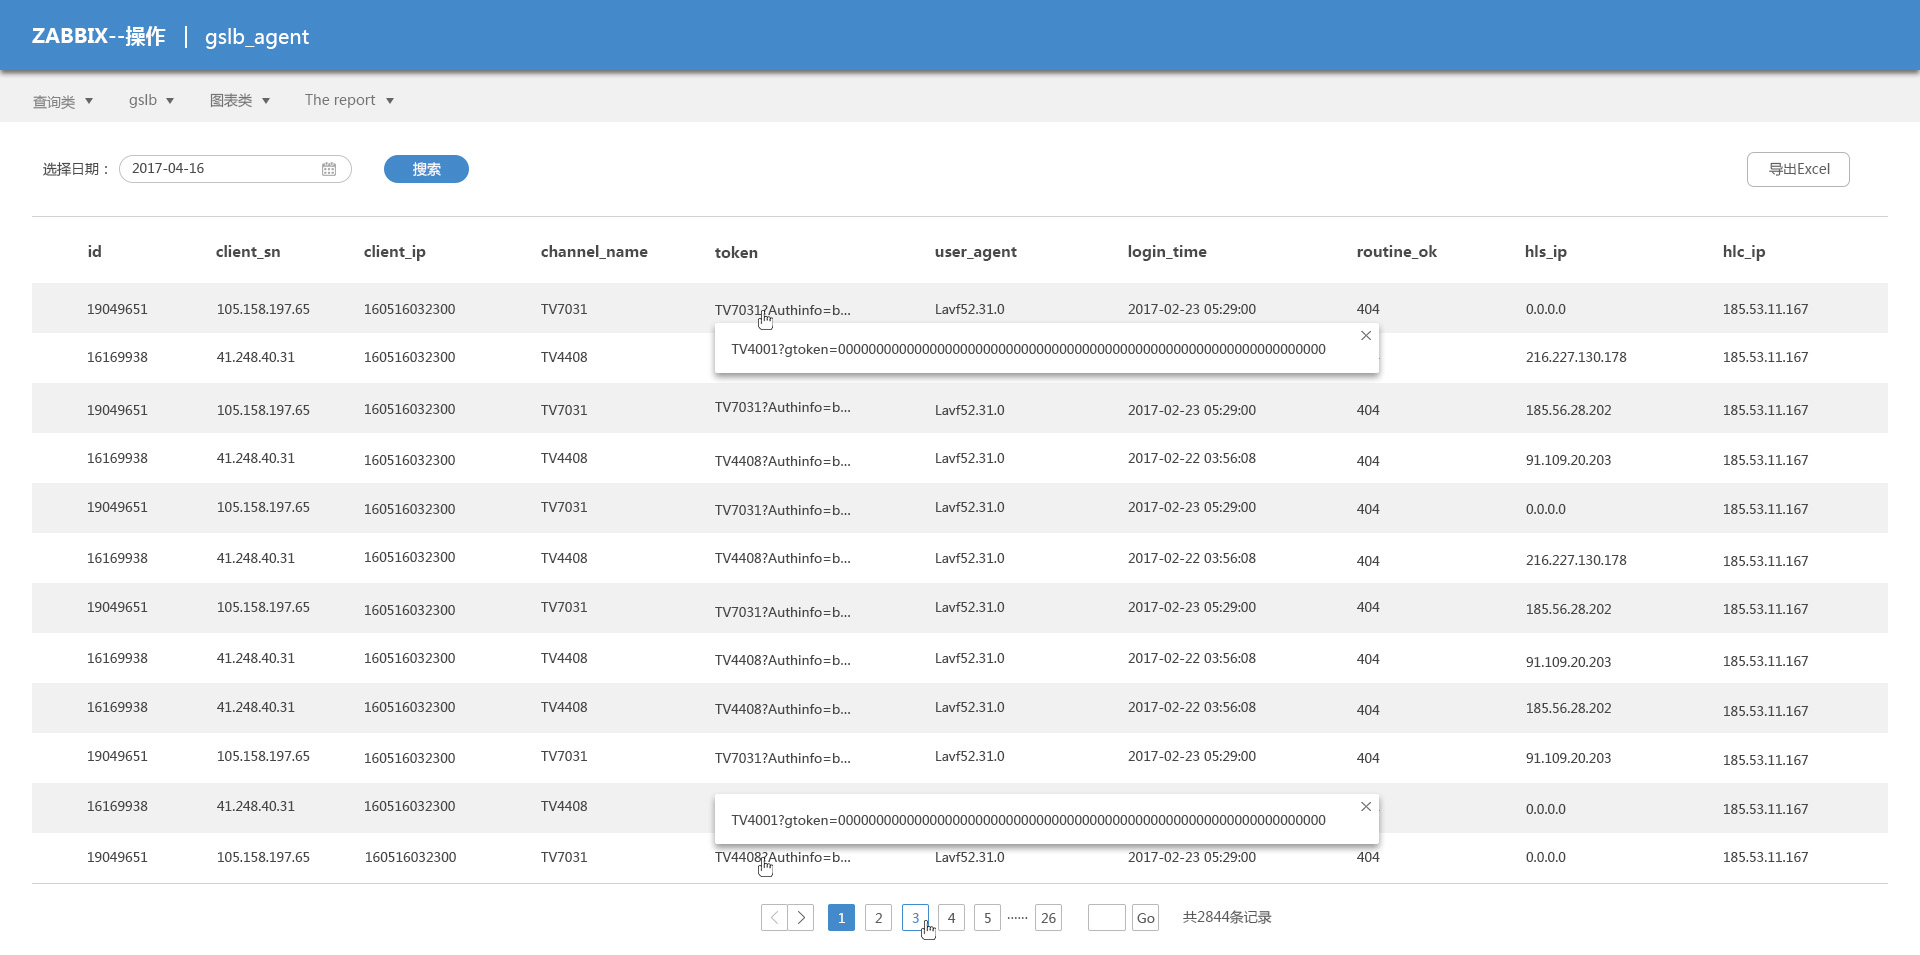 ZABBIX--操作 | gslb_agent
查询类 gslb 图表类 The report
选择日期： 2017-04-16 搜索 导出Excel
id client_sn client_ip channel_name token user_agent login_time routine_ok hls_ip hlc_ip
19049651 105.158.197.65 160516032300 TV7031 TV7031?Authinfo=b... Lavf52.31.0 2017-02-23 05:29:00 404 0.0.0.0 185.53.11.167
TV4001?gtoken=000000000000000000000000000000000000000000000000000000000000000
16169938 41.248.40.31 160516032300 TV4408 216.227.130.178 185.53.11.167
19049651 105.158.197.65 160516032300 TV7031 TV7031?Authinfo=b... Lavf52.31.0 2017-02-23 05:29:00 404 185.56.28.202 185.53.11.167
16169938 41.248.40.31 160516032300 TV4408 TV4408?Authinfo=b... Lavf52.31.0 2017-02-22 03:56:08 404 91.109.20.203 185.53.11.167
19049651 105.158.197.65 160516032300 TV7031 TV7031?Authinfo=b... Lavf52.31.0 2017-02-23 05:29:00 404 0.0.0.0 185.53.11.167
16169938 41.248.40.31 160516032300 TV4408 TV4408?Authinfo=b... Lavf52.31.0 2017-02-22 03:56:08 404 216.227.130.178 185.53.11.167
19049651 105.158.197.65 160516032300 TV7031 TV7031?Authinfo=b... Lavf52.31.0 2017-02-23 05:29:00 404 185.56.28.202 185.53.11.167
16169938 41.248.40.31 160516032300 TV4408 TV4408?Authinfo=b... Lavf52.31.0 2017-02-22 03:56:08 404 91.109.20.203 185.53.11.167
16169938 41.248.40.31 160516032300 TV4408 TV4408?Authinfo=b... Lavf52.31.0 2017-02-22 03:56:08 404 185.56.28.202 185.53.11.167
19049651 105.158.197.65 160516032300 TV7031 TV7031?Authinfo=b... Lavf52.31.0 2017-02-23 05:29:00 404 91.109.20.203 185.53.11.167
16169938 41.248.40.31 160516032300 TV4408 0.0.0.0 185.53.11.167
TV4001?gtoken=000000000000000000000000000000000000000000000000000000000000000
19049651 105.158.197.65 160516032300 TV7031 TV4408?Authinfo=b... Lavf52.31.0 2017-02-23 05:29:00 404 0.0.0.0 185.53.11.167
1 2 3 4 5 ······ 26 Go 共2844条记录